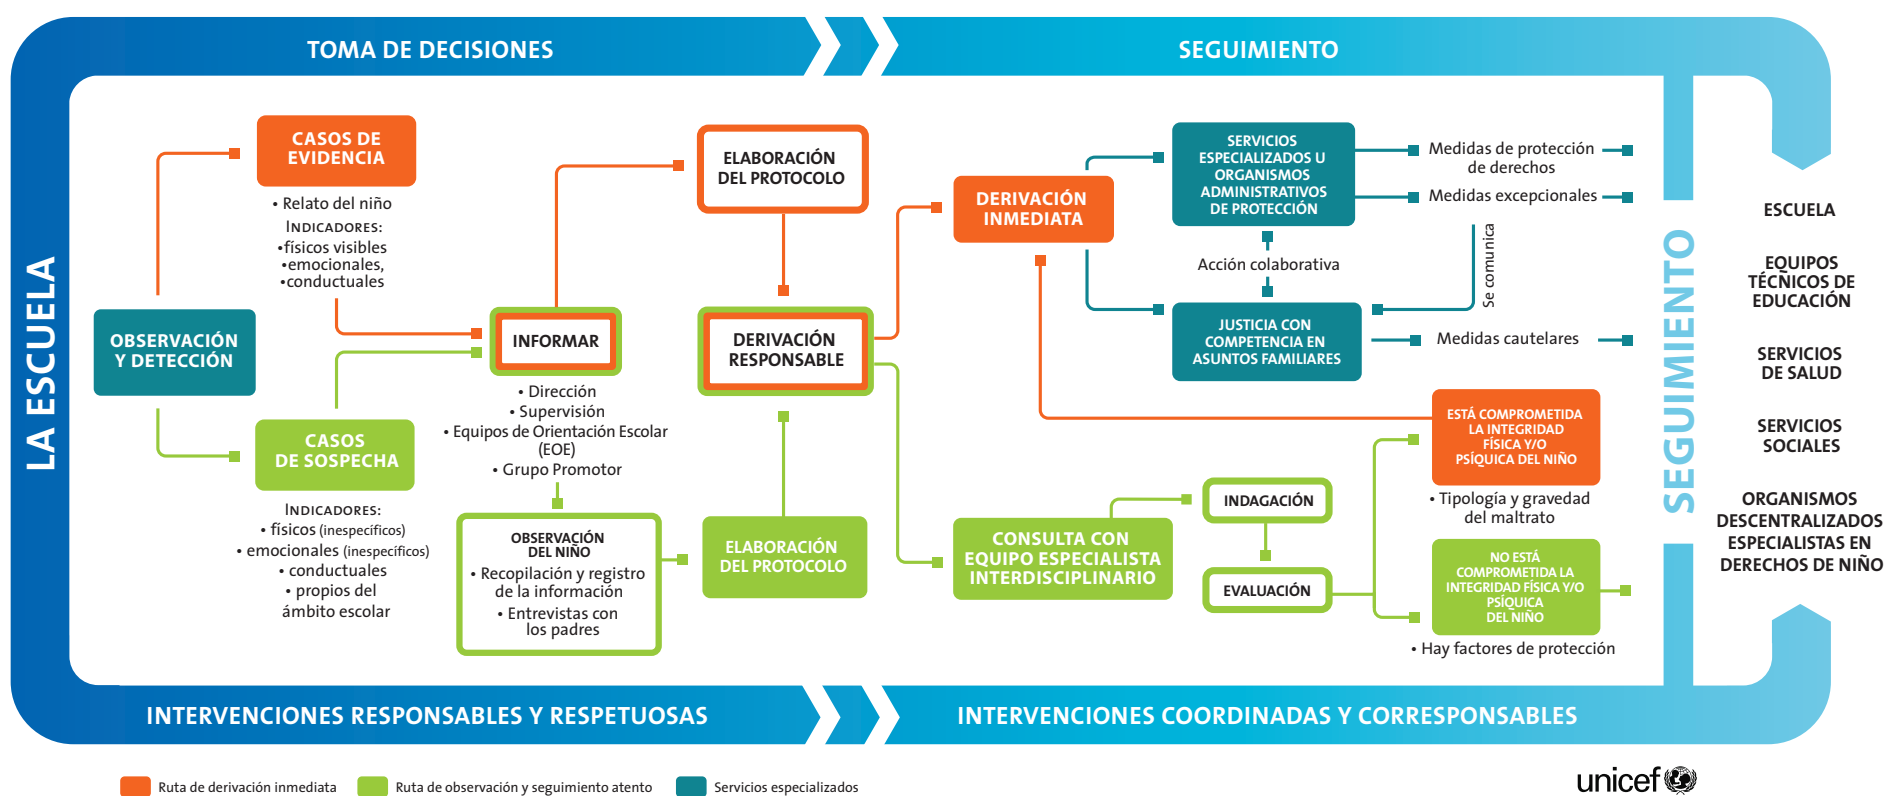 TOMA DE DECISIONES
SEGUIMIENTO
LA ESCUELA
OBSERVACIÓN
Y DETECCIÓN
CASOS DE
EVIDENCIA
• Relato del niño
INDICADORES:
•físicos visibles
•emocionales,
•conductuales
CASOS
DE SOSPECHA
INDICADORES:
• físicos (inespecíficos)
• emocionales (inespecíficos)
• conductuales
• propios del
ámbito escolar
INFORMAR
• Dirección
• Supervisión
• Equipos de Orientación Escolar
(EOE)
• Grupo Promotor
OBSERVACIÓN
DEL NIÑO
• Recopilación y registro
de la información
• Entrevistas con
los padres
ELABORACIÓN
DEL PROTOCOLO
DERIVACIÓN
RESPONSABLE
ELABORACIÓN
DEL PROTOCOLO
DERIVACIÓN
INMEDIATA
SERVICIOS
ESPECIALIZADOS U
ORGANISMOS
ADMINISTRATIVOS
DE PROTECCIÓN
Medidas de protección
de derechos
Medidas excepcionales
Acción colaborativa
Se comunica
JUSTICIA CON
COMPETENCIA EN
ASUNTOS FAMILIARES
Medidas cautelares
CONSULTA CON
EQUIPO ESPECIALISTA
INTERDISCIPLINARIO
INDAGACIÓN
EVALUACIÓN
ESTÁ COMPROMETIDA
LA INTEGRIDAD
FÍSICA Y/O
PSÍQUICA DEL NIÑO
• Tipología y gravedad
del maltrato
NO ESTÁ
COMPROMETIDA LA
INTEGRIDAD FÍSICA Y/O
PSÍQUICA
DEL NIÑO
• Hay factores de protección
SEGUIMIENTO
ESCUELA
EQUIPOS
TÉCNICOS DE
EDUCACIÓN
SERVICIOS
DE SALUD
SERVICIOS
SOCIALES
ORGANISMOS
DESCENTRALIZADOS
ESPECIALISTAS EN
DERECHOS DE NIÑO
INTERVENCIONES RESPONSABLES Y RESPETUOSAS
INTERVENCIONES COORDINADAS Y CORRESPONSABLES
Ruta de derivación inmediata
Ruta de observación y seguimiento atento
Servicios especializados
unicef